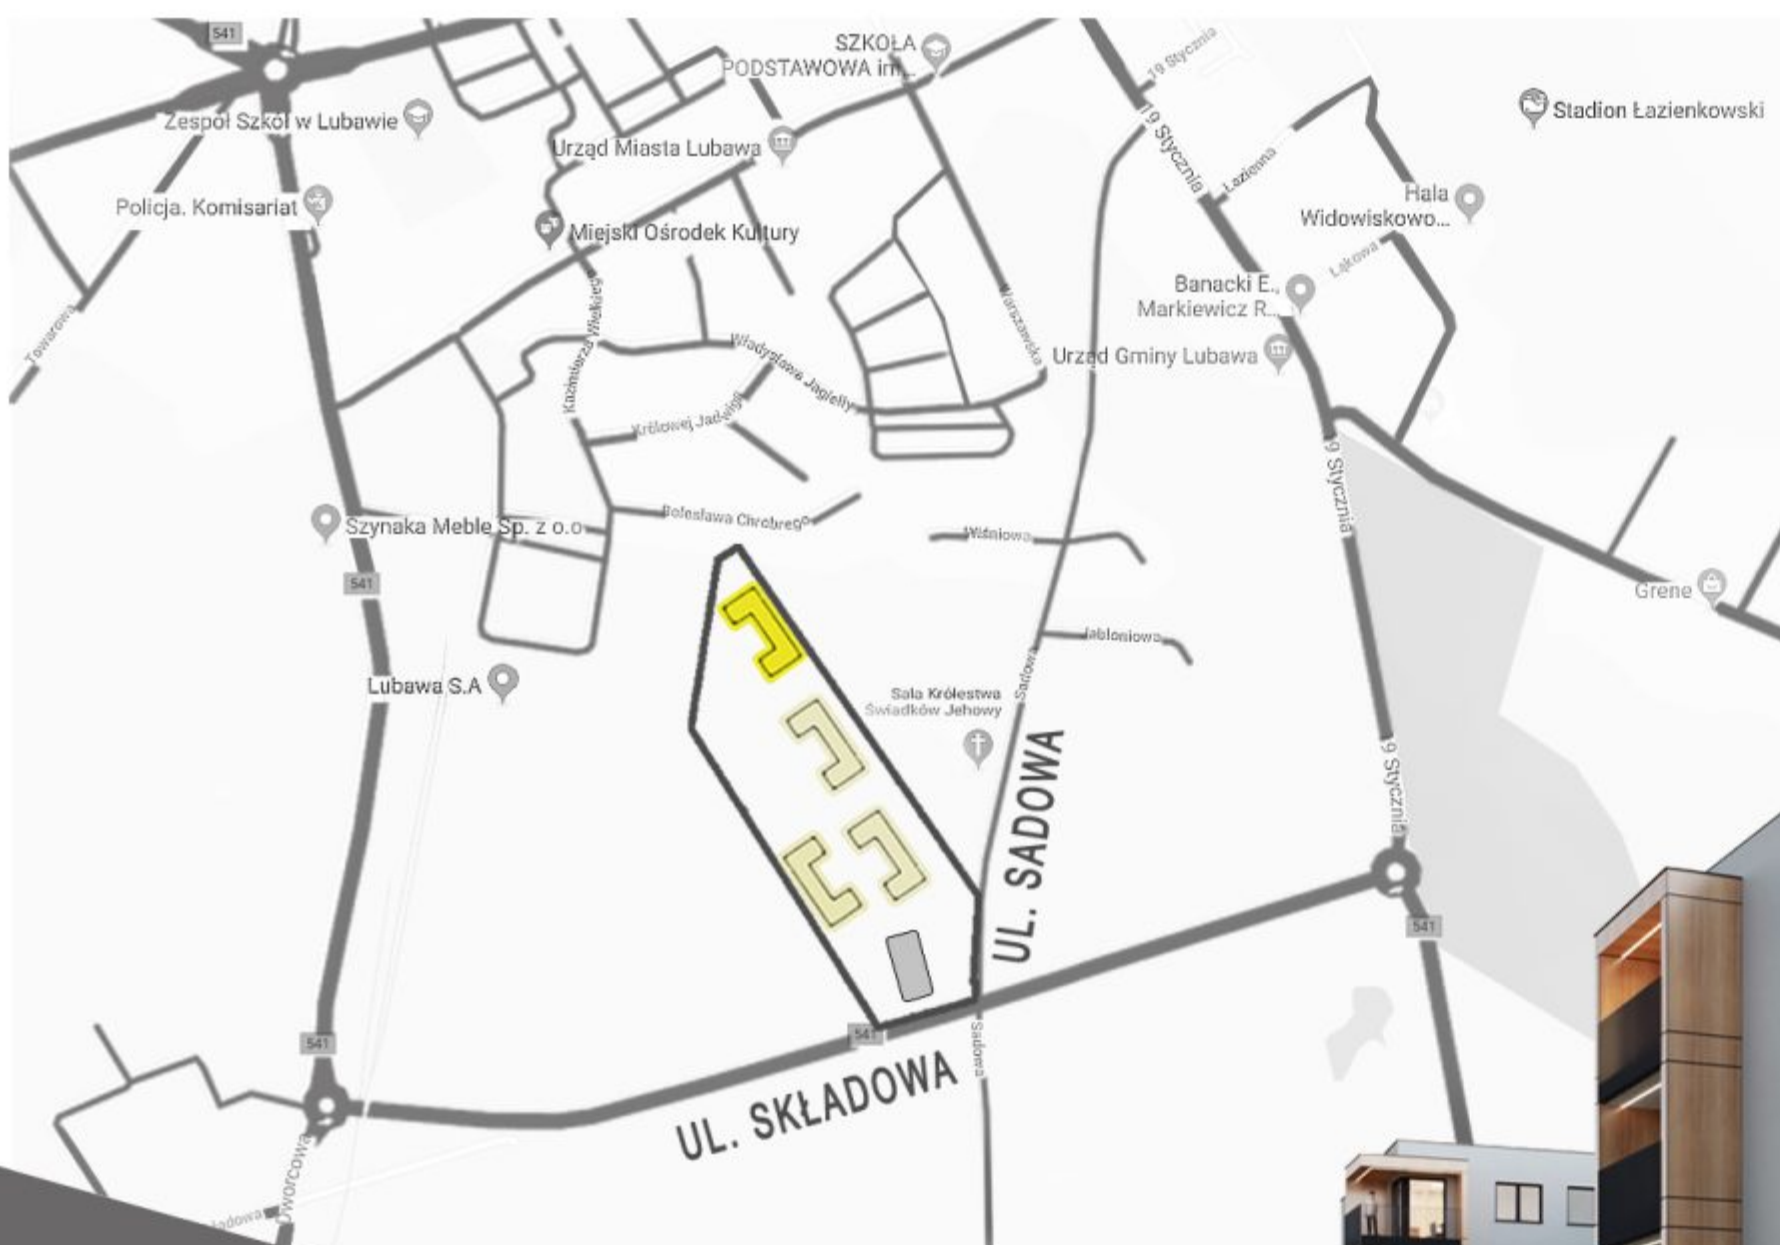 541
SZKOŁA
PODSTAWOWA im...
19 Stycznia
Zespół Szkół w Lubawie
Urząd Miasta Lubawa
19 Stycznia
Stadion Łazienkowski
Łazienna
Policja. Komisariat
Miejski Ośrodek Kultury
Hala
Widowiskowo...
Łąkowa
Banacki E.,
Markiewicz R...
Kazimierza Wielkiego
Warszawska
Towarowa
Władysława Jagiełły
Urząd Gminy Lubawa
Królowej Jadwigi
19 Stycznia
Szynaka Meble Sp. z o.o
Bolesława Chrobrego
Wiśniowa
541
Grene
Jabłoniowa
Lubawa S.A
Sadowa
Sala Królestwa
Świadków Jehowy
UL. SADOWA
19 Stycznia
541
541
541
Sadowa
UL. SKŁADOWA
Dworcowa